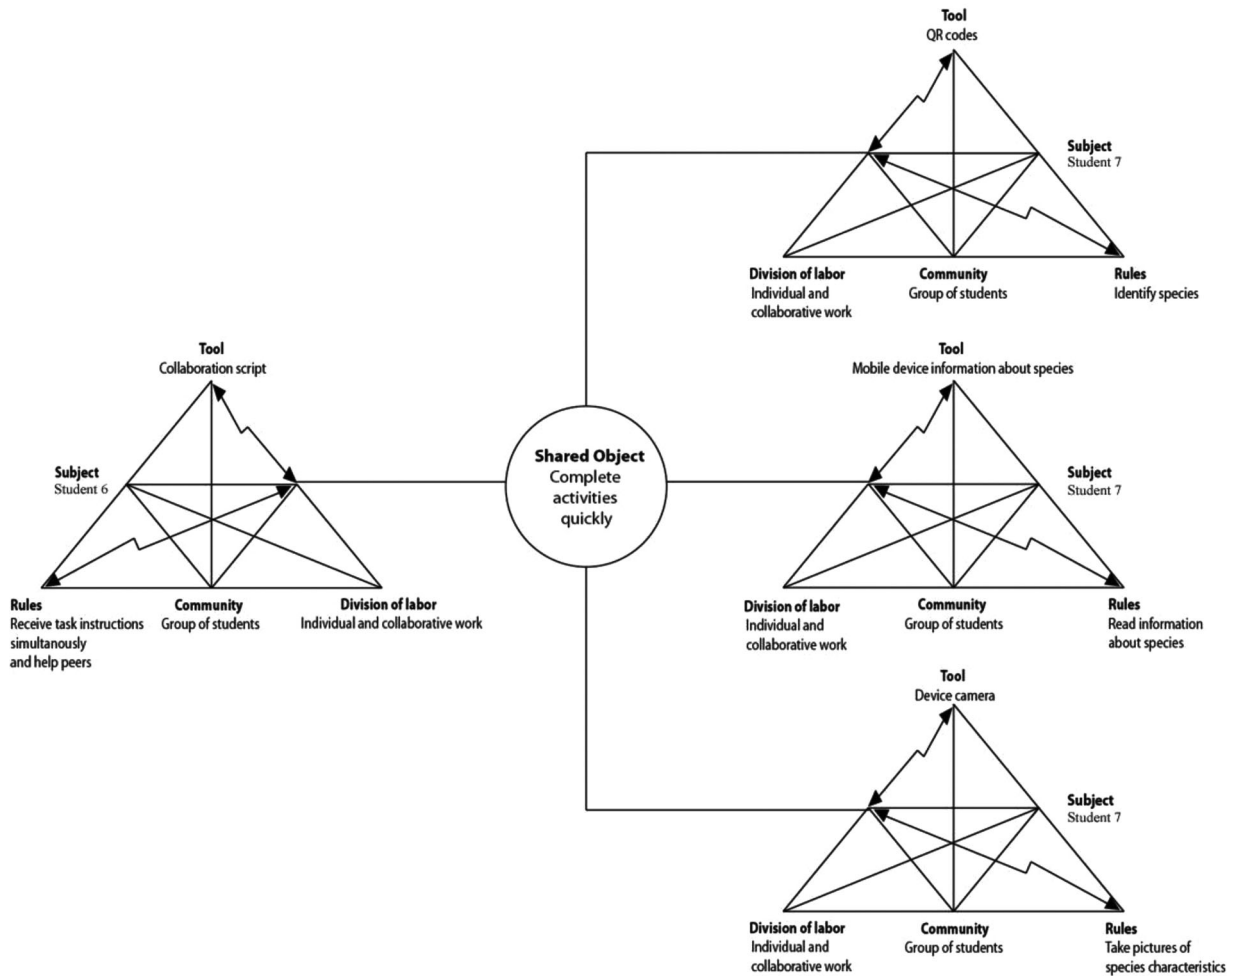 Tool
QR codes
Subject
Student 7
Division of labor
Individual and
collaborative work
Community
Group of students
Rules
Identify species
Tool
Collaboration script
Subject
Student 6
Rules
Receive task instructions
simultanously
and help peers
Community
Group of students
Division of labor
Individual and collaborative work
Shared Object
Complete
activities
quickly
Tool
Mobile device information about species
Subject
Student 7
Division of labor
Individual and
collaborative work
Community
Group of students
Rules
Read information
about species
Tool
Device camera
Subject
Student 7
Division of labor
Individual and
collaborative work
Community
Group of students
Rules
Take pictures of
species characteristics